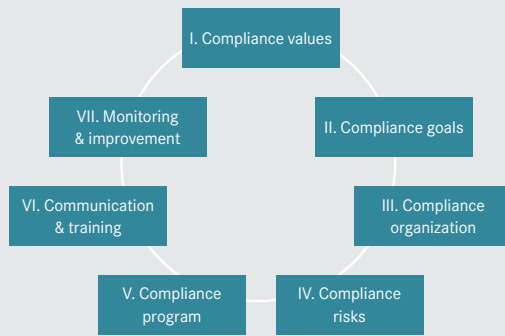 I. Compliance values
II. Compliance goals
III. Compliance
organization
IV. Compliance
risks
V. Compliance
program
VI. Communication
& training
VII. Monitoring
& improvement